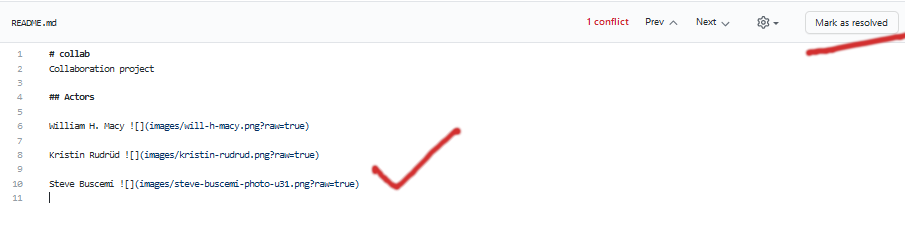 README.md 1 conflict Prev Next Mark as resolved
1 # collab
2 Collaboration project
3
4 ## Actors
5
6 William H. Macy ![](images/will-h-macy.png?raw=true)
7
8 Kristin Rudrüd ![](images/kristin-rudrud.png?raw=true)
9
10 Steve Buscemi ![](images/steve-buscemi-photo-u31.png?raw=true)
11